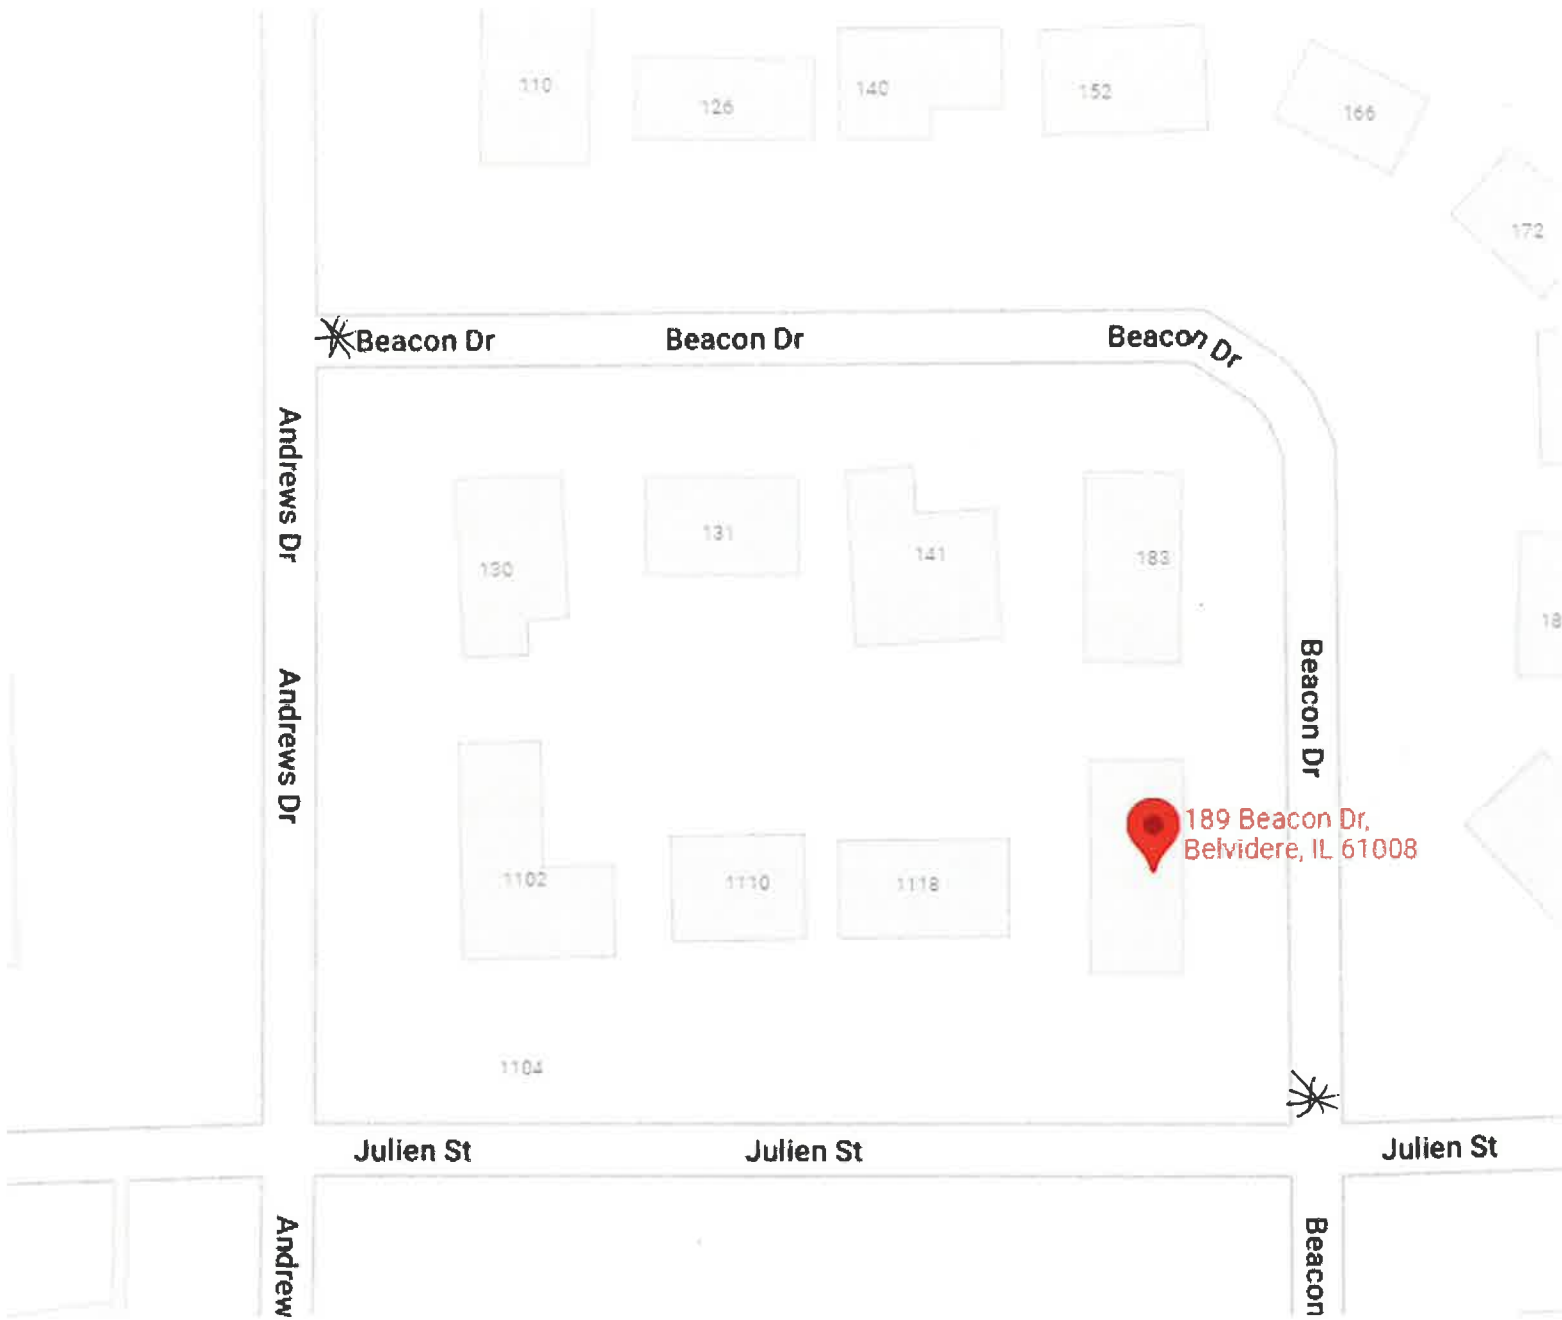 110
126
140
152
166
172
Beacon Dr
Beacon Dr
Beacon Dr
Andrews Dr
130
131
141
183
18
Beacon Dr
Andrews Dr
189 Beacon Dr,
Belvidere, IL 61008
1102
1110
1118
1104
Julien St
Julien St
Julien St
Andrew
Beacon